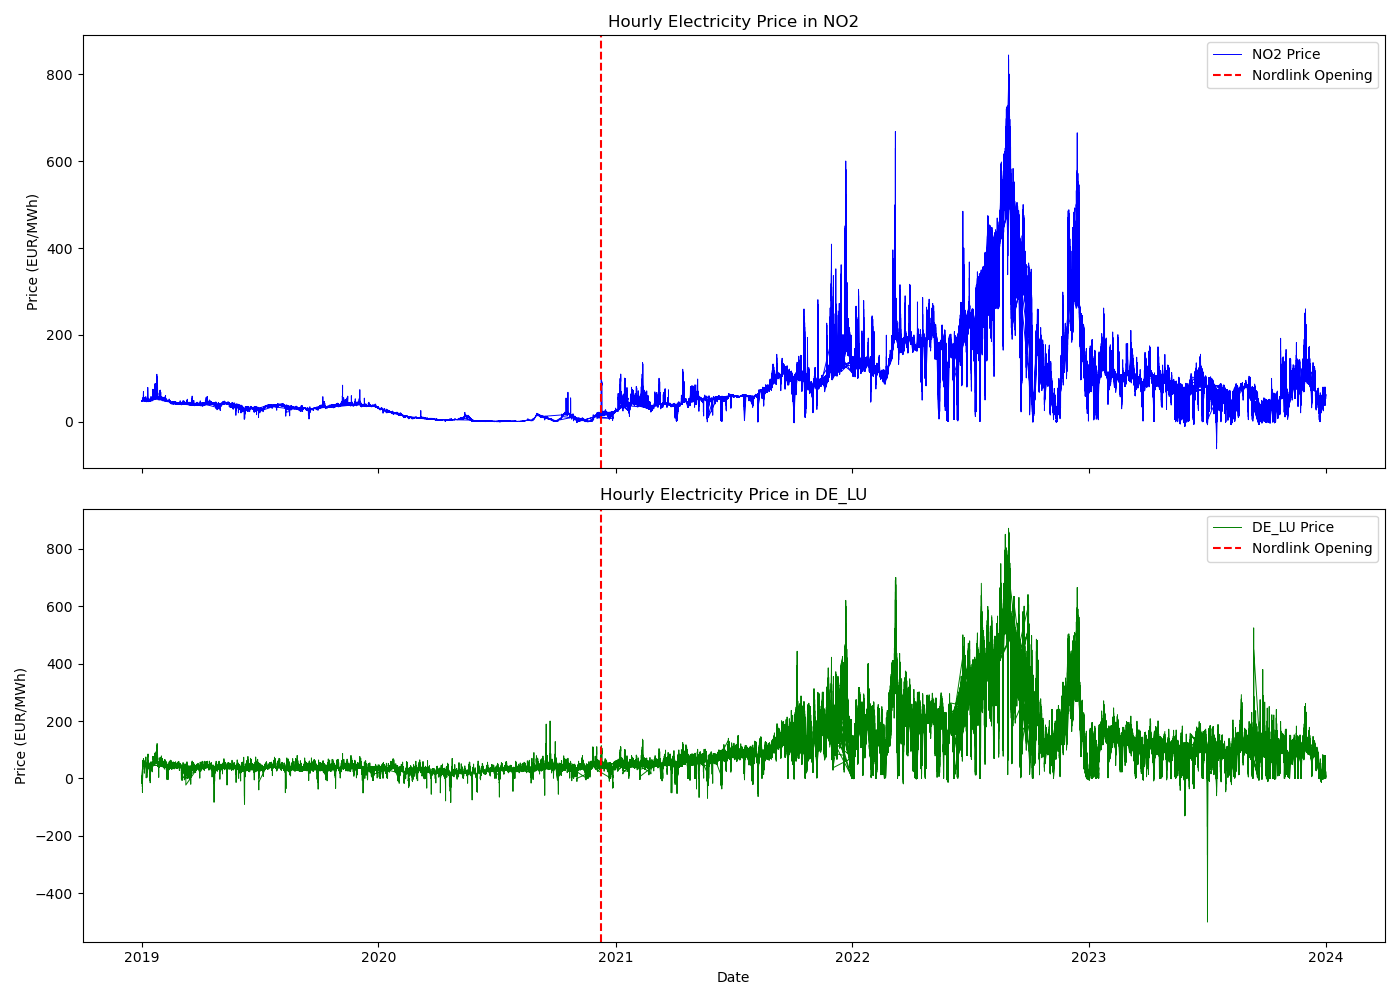 Hourly Electricity Price in NO2
NO2 Price
Nordlink Opening
800
600
400
200
0
Price (EUR/MWh)
Hourly Electricity Price in DE_LU
DE_LU Price
Nordlink Opening
800
600
400
200
0
−200
−400
Price (EUR/MWh)
2019 2020 2021 2022 2023 2024
Date